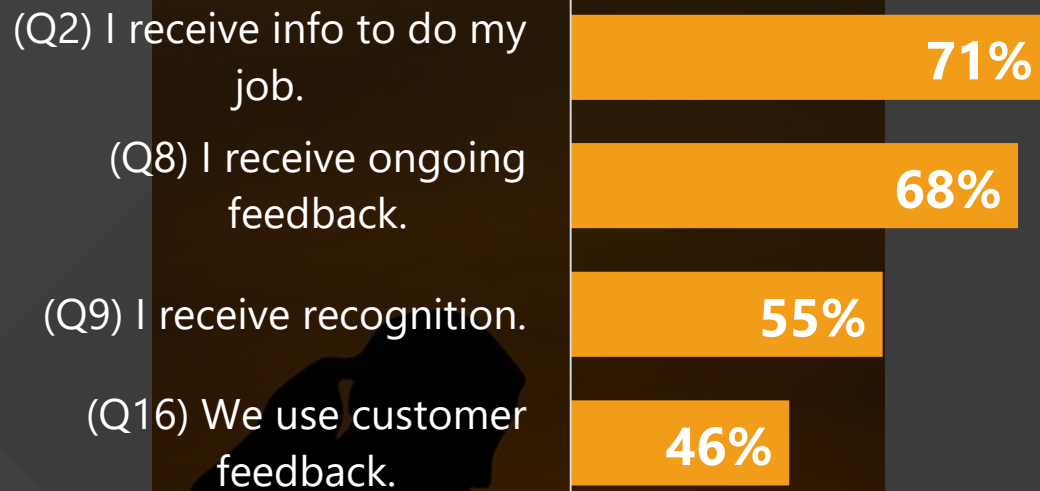 (Q2) I receive info to do my
job.
71%
(Q8) I receive ongoing
feedback.
68%
(Q9) I receive recognition.
55%
(Q16) We use customer
feedback.
46%